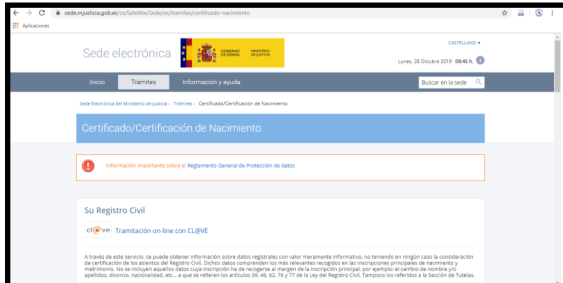 sede.mjusticia.gob.es/cs/Satellite/Sede/es/tramites/certificado-nacimiento
Aplicaciones
CASTELLANO
Sede electrónica
GOBIERNO DE ESPAÑA
MINISTERIO DE JUSTICIA
Lunes, 28 Octubre 2019 09:46 h.
Inicio Trámites Información y ayuda Buscar en la sede
Sede Electrónica del Ministerio de Justicia › Trámites › Certificado/Certificación de Nacimiento
Certificado/Certificación de Nacimiento
Información importante sobre el Reglamento General de Protección de datos
Su Registro Civil
cl@ve Tramitación on-line con CL@VE
A través de este servicio, se puede obtener información sobre datos registrales con valor meramente informativo, no teniendo en ningún caso la consideración
de certificación de los asientos del Registro Civil. Dichos datos comprenden los más relevantes recogidos en las inscripciones principales de nacimiento y
matrimonio. No se incluyen aquellos datos cuya inscripción ha de recogerse al margen de la inscripción principal, por ejemplo: el cambio de nombre y/o
apellidos, divorcio, nacionalidad, etc... a que se refieren los artículos 39, 46, 62, 76 y 77 de la Ley del Registro Civil. Tampoco los referidos a la Sección de Tutelas,